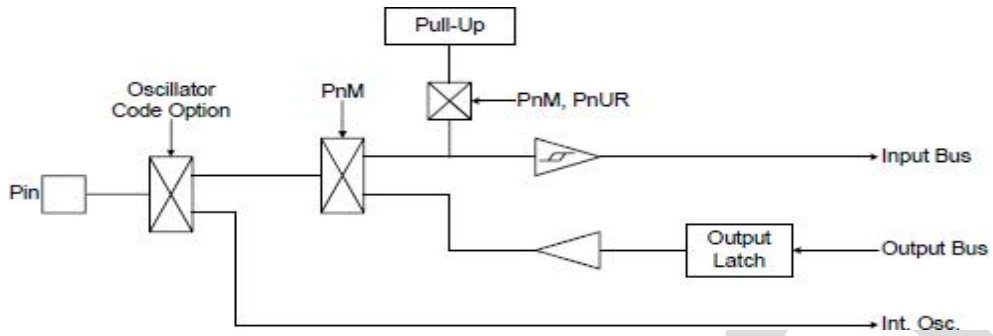 Pull-Up
Oscillator
Code Option
PnM
PnM, PnUR
Input Bus
Pin
Output
Latch
Output Bus
Int. Osc.